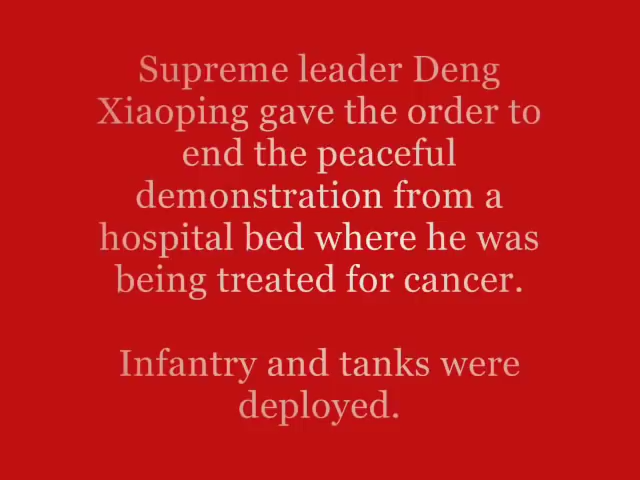 Supreme leader Deng
Xiaoping gave the order to
end the peaceful
demonstration from a
hospital bed where he was
being treated for cancer.
Infantry and tanks were
deployed.